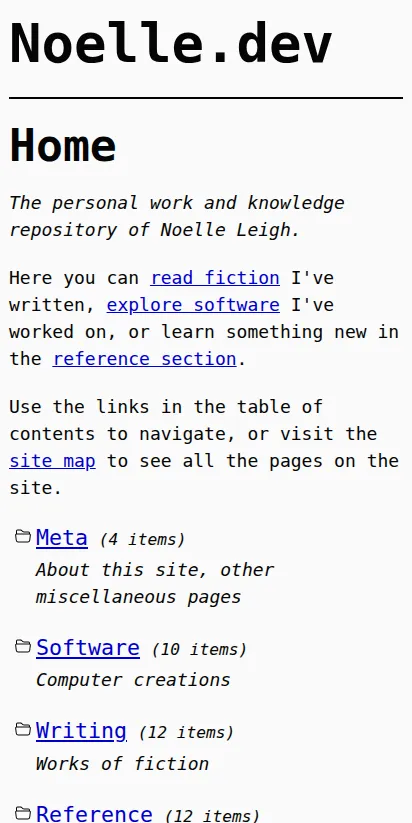 Noelle.dev
Home
The personal work and knowledge
repository of Noelle Leigh.
Here you can read fiction I've
written, explore software I've
worked on, or learn something new in
the reference section.
Use the links in the table of
contents to navigate, or visit the
site map to see all the pages on the
site.
Meta (4 items)
About this site, other
miscellaneous pages
Software (10 items)
Computer creations
Writing (12 items)
Works of fiction
Reference (12 items)